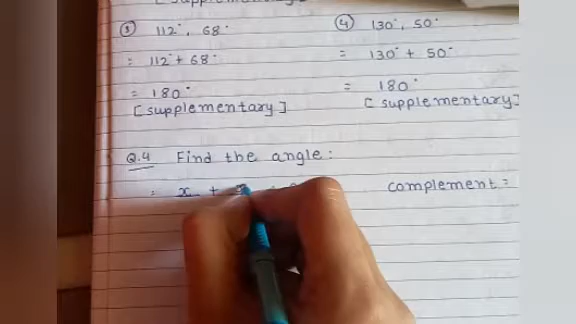 ③ 112°, 68°
= 112° + 68°
= 180°
[supplementary]
④ 130°, 50°
= 130° + 50°
= 180°
[supplementary]
Q.4 Find the angle:
= x +
complement =